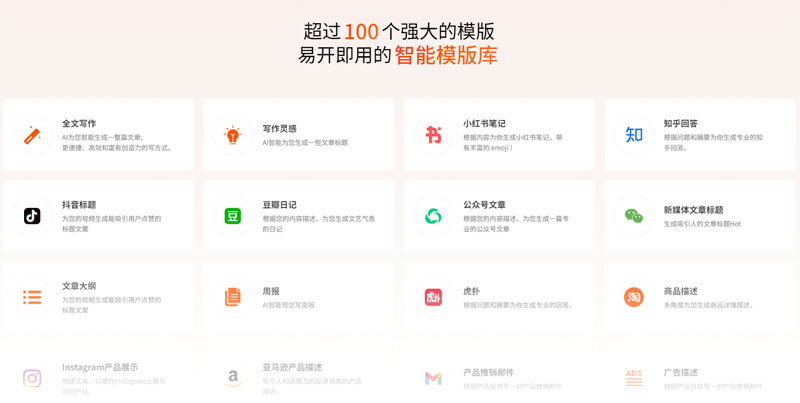 超过100个强大的模版
易开即用的智能模版库
全文写作
AI为您智能生成一整篇文章;
更便捷、高效和富有创造力的写方式。
写作灵感
AI智能为您生成一些文章标题
小红书笔记
根据内容为你生成小红书笔记,带
有丰富的 emoji！
知乎回答
根据问题和摘要为你生成专业的知
乎回答。
抖音标题
为您的视频生成能吸引用户点赞的
标题文案
豆瓣日记
根据您的内容描述，为您生成文艺气息
的日记
公众号文章
根据您的内容描述，为您生成一篇专
业的公众号文章
新媒体文章标题
生成吸引人的文章标题Hot
文章大纲
为您的视频生成能吸引用户点赞的
标题文案
周报
AI智能帮您写周报
虎扑
根据问题和摘要为你生成专业的回答。
商品描述
多角度为您生成商品详情描述。
Instagram产品展示
创建文本，以便在Instagram上展示
您的产品。
亚马逊产品描述
描述。
产品推销邮件
根据产品信息写一封产品推销邮件
广告描述
根据产品信息写一封产品推销邮件
书
知
豆
虎扑
淘
a
AD